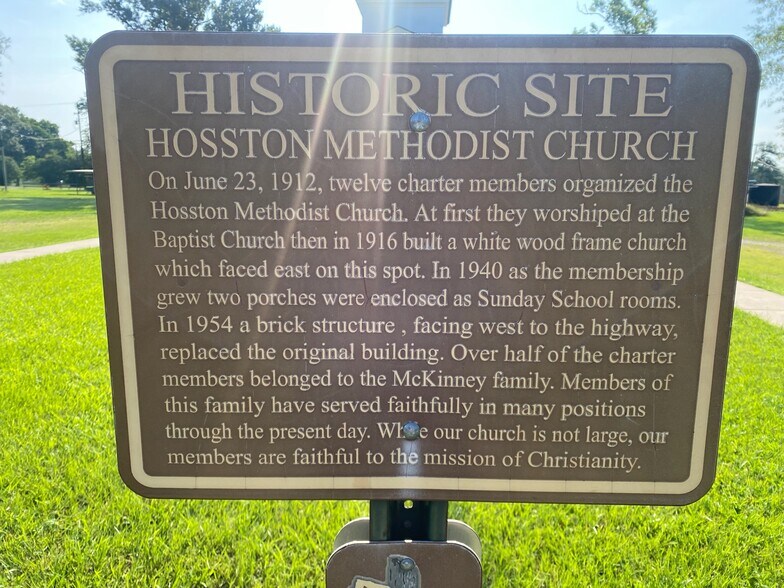 HISTORIC SITE
HOSSTON METHODIST CHURCH
On June 23, 1912, twelve charter members organized the
Hosston Methodist Church. At first they worshiped at the
Baptist Church then in 1916 built a white wood frame church
which faced east on this spot. In 1940 as the membership
grew two porches were enclosed as Sunday School rooms.
In 1954 a brick structure , facing west to the highway,
replaced the original building. Over half of the charter
members belonged to the McKinney family. Members of
this family have served faithfully in many positions
through the present day. While our church is not large, our
members are faithful to the mission of Christianity.